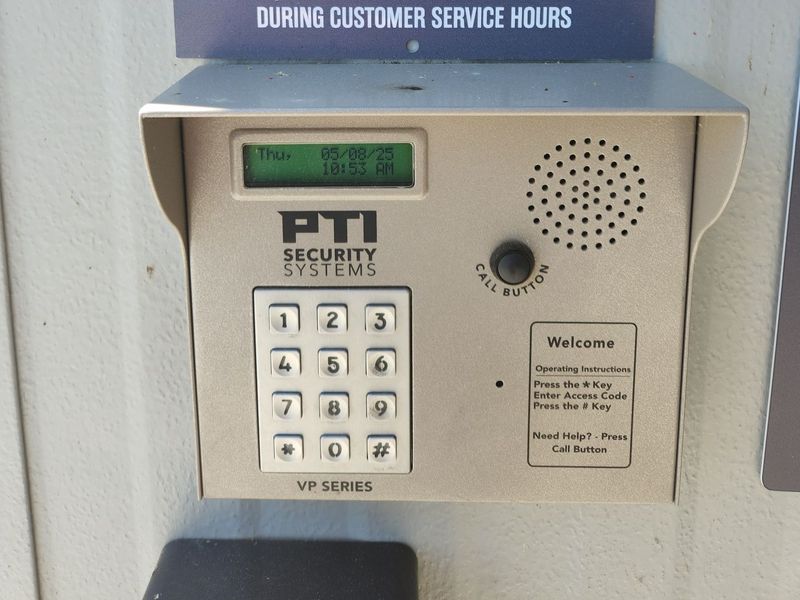 DURING CUSTOMER SERVICE HOURS
Thu, 05/08/25
10:53 AM
PTI
SECURITY
SYSTEMS
CALL BUTTON
1 2 3
4 5 6
7 8 9
* 0 #
VP SERIES
Welcome
Operating Instructions
Press the * Key
Enter Access Code
Press the # Key
Need Help? - Press
Call Button